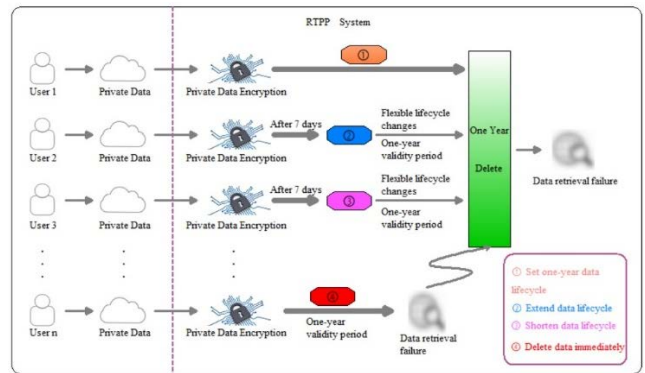 RTPP System
①
User 1
Private Data
Private Data Encryption
After 7 days
②
Flexible lifecycle
changes
One-year
validity period
User 2
Private Data
Private Data Encryption
One Year
Delete
Data retrieval failure
After 7 days
③
Flexible lifecycle
changes
One-year
validity period
User 3
Private Data
Private Data Encryption
④
One-year
validity period
User n
Private Data
Private Data Encryption
Data retrieval
failure
① Set one-year data
lifecycle
② Extend data lifecycle
③ Shorten data lifecycle
④ Delete data immediately